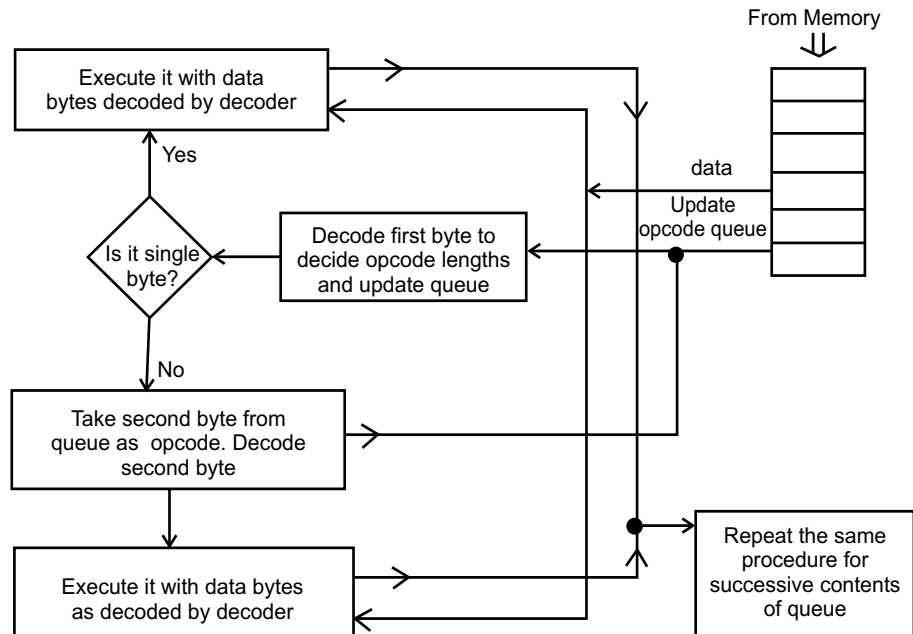 From Memory
Execute it with data
bytes decoded by decoder
Yes
data
Update
opcode queue
Is it single
byte?
Decode first byte to
decide opcode lengths
and update queue
No
Take second byte from
queue as opcode. Decode
second byte
Execute it with data bytes
as decoded by decoder
Repeat the same
procedure for
successive contents
of queue